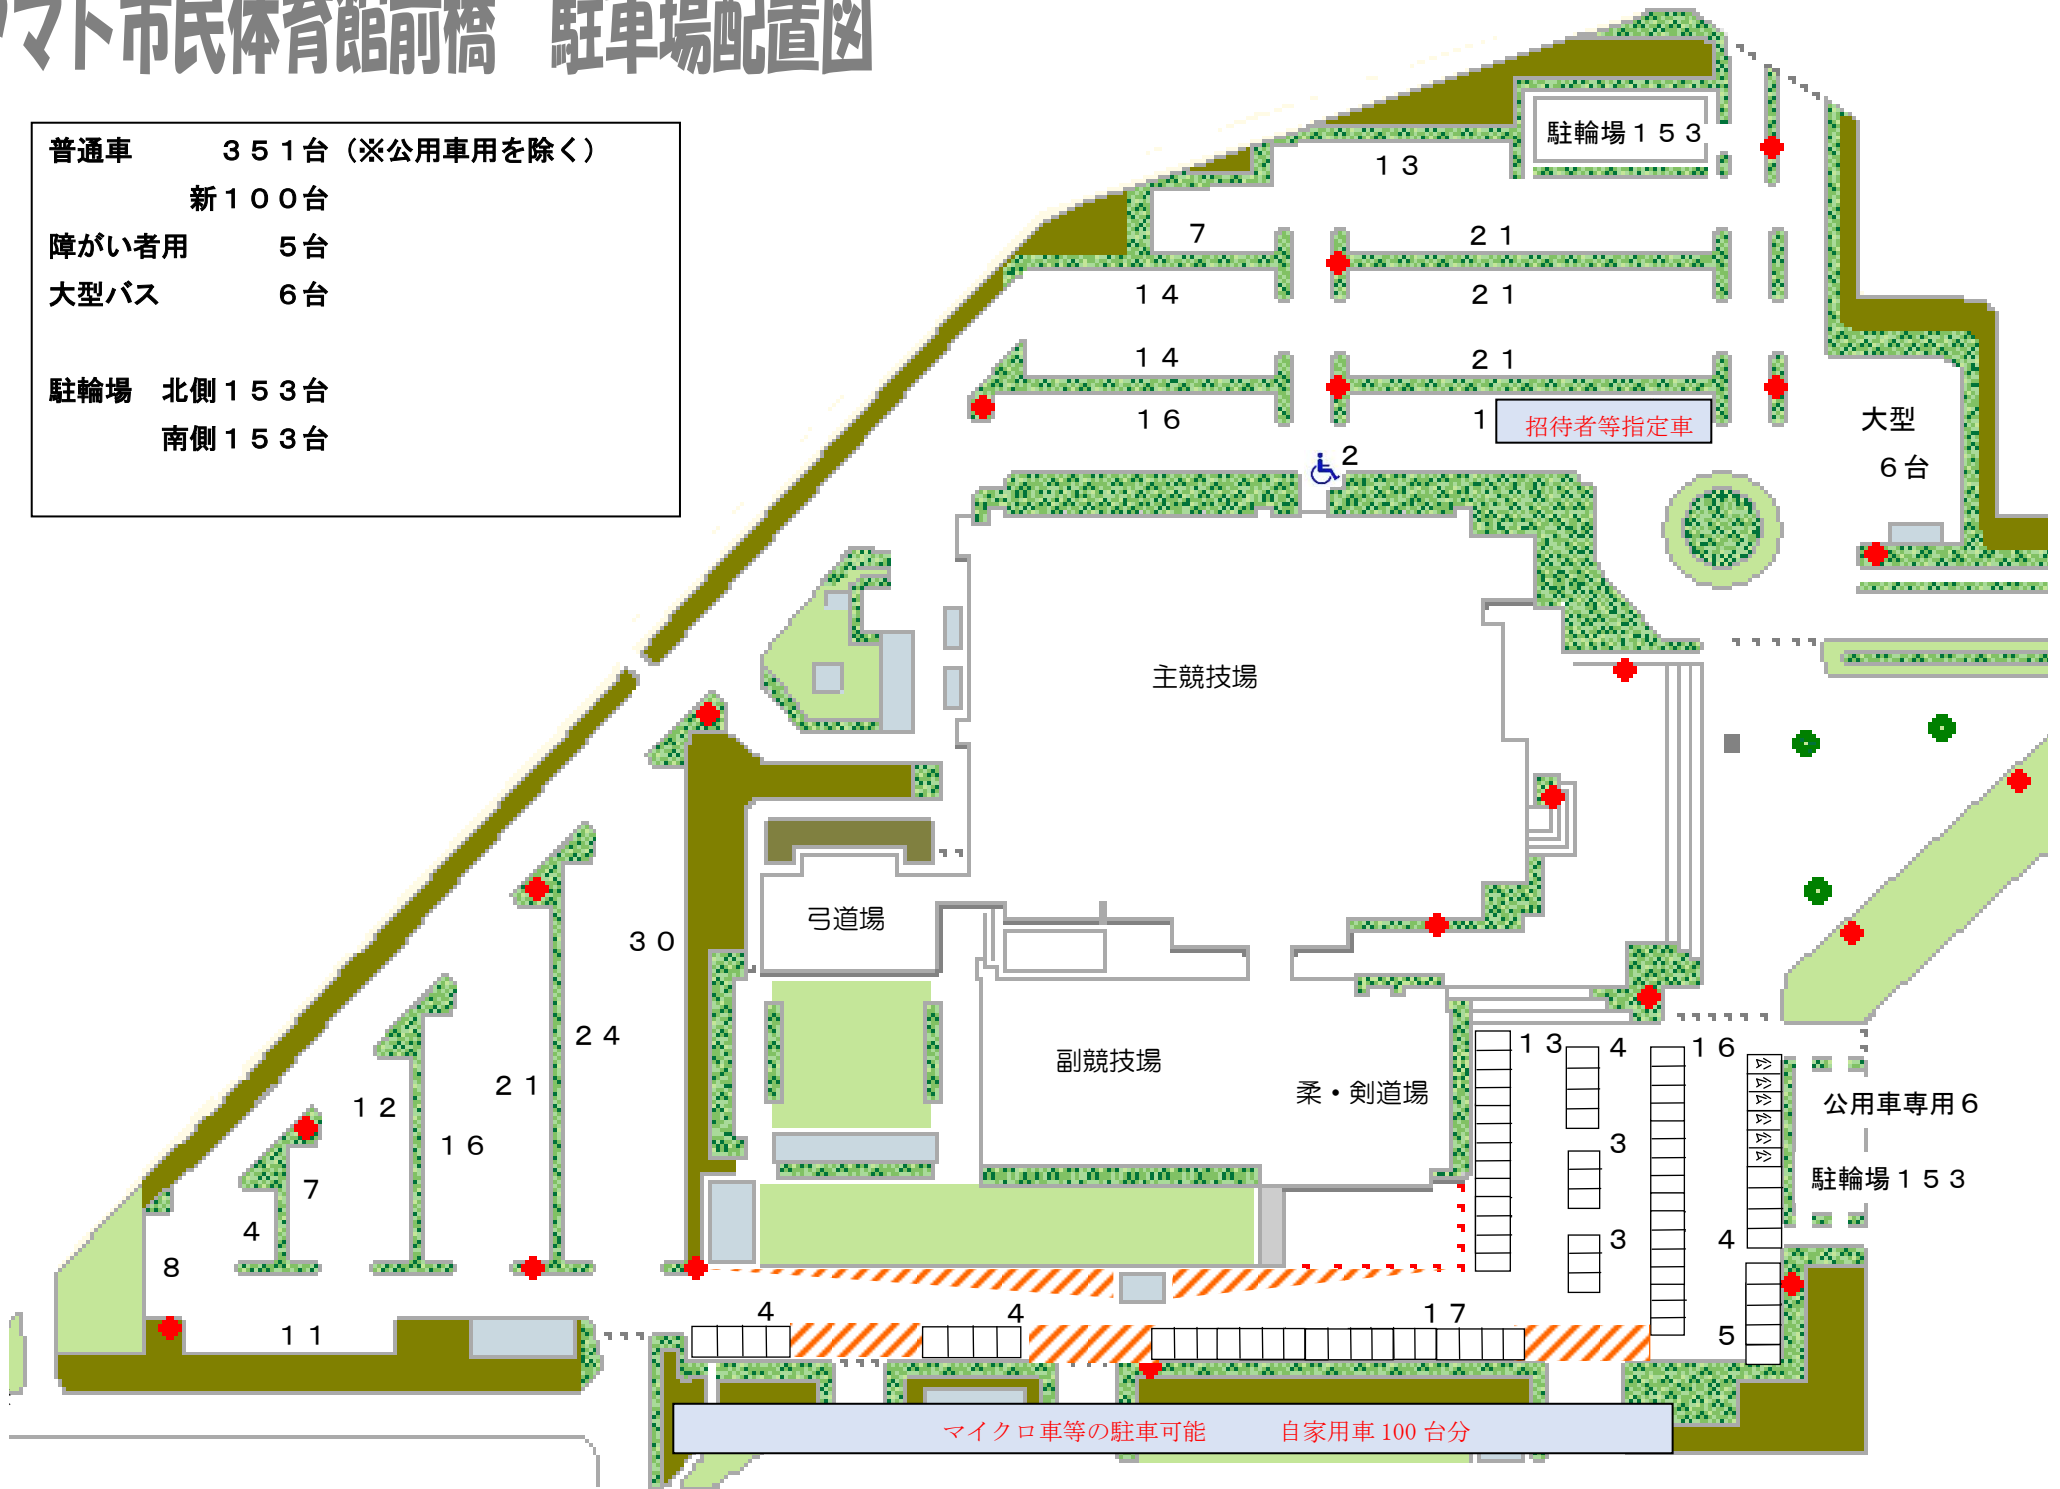 ヤマト市民体育館前橋　駐車場配置図
普通車　３５１台（※公用車用を除く）
新１００台
障がい者用　５台
大型バス　６台
駐輪場　北側１５３台
南側１５３台
駐輪場１５３
１３
７
２１
１４
２１
１４
２１
１６
１
招待者等指定車
大型
６台
２
主競技場
弓道場
３０
２４
２１
１２
１６
７
４
８
１１
副競技場
柔・剣道場
１３
４
１６
３
３
公
公
公
公
公
公
公用車専用６
駐輪場１５３
４
５
４
４
１７
マイクロ車等の駐車可能　自家用車 100 台分